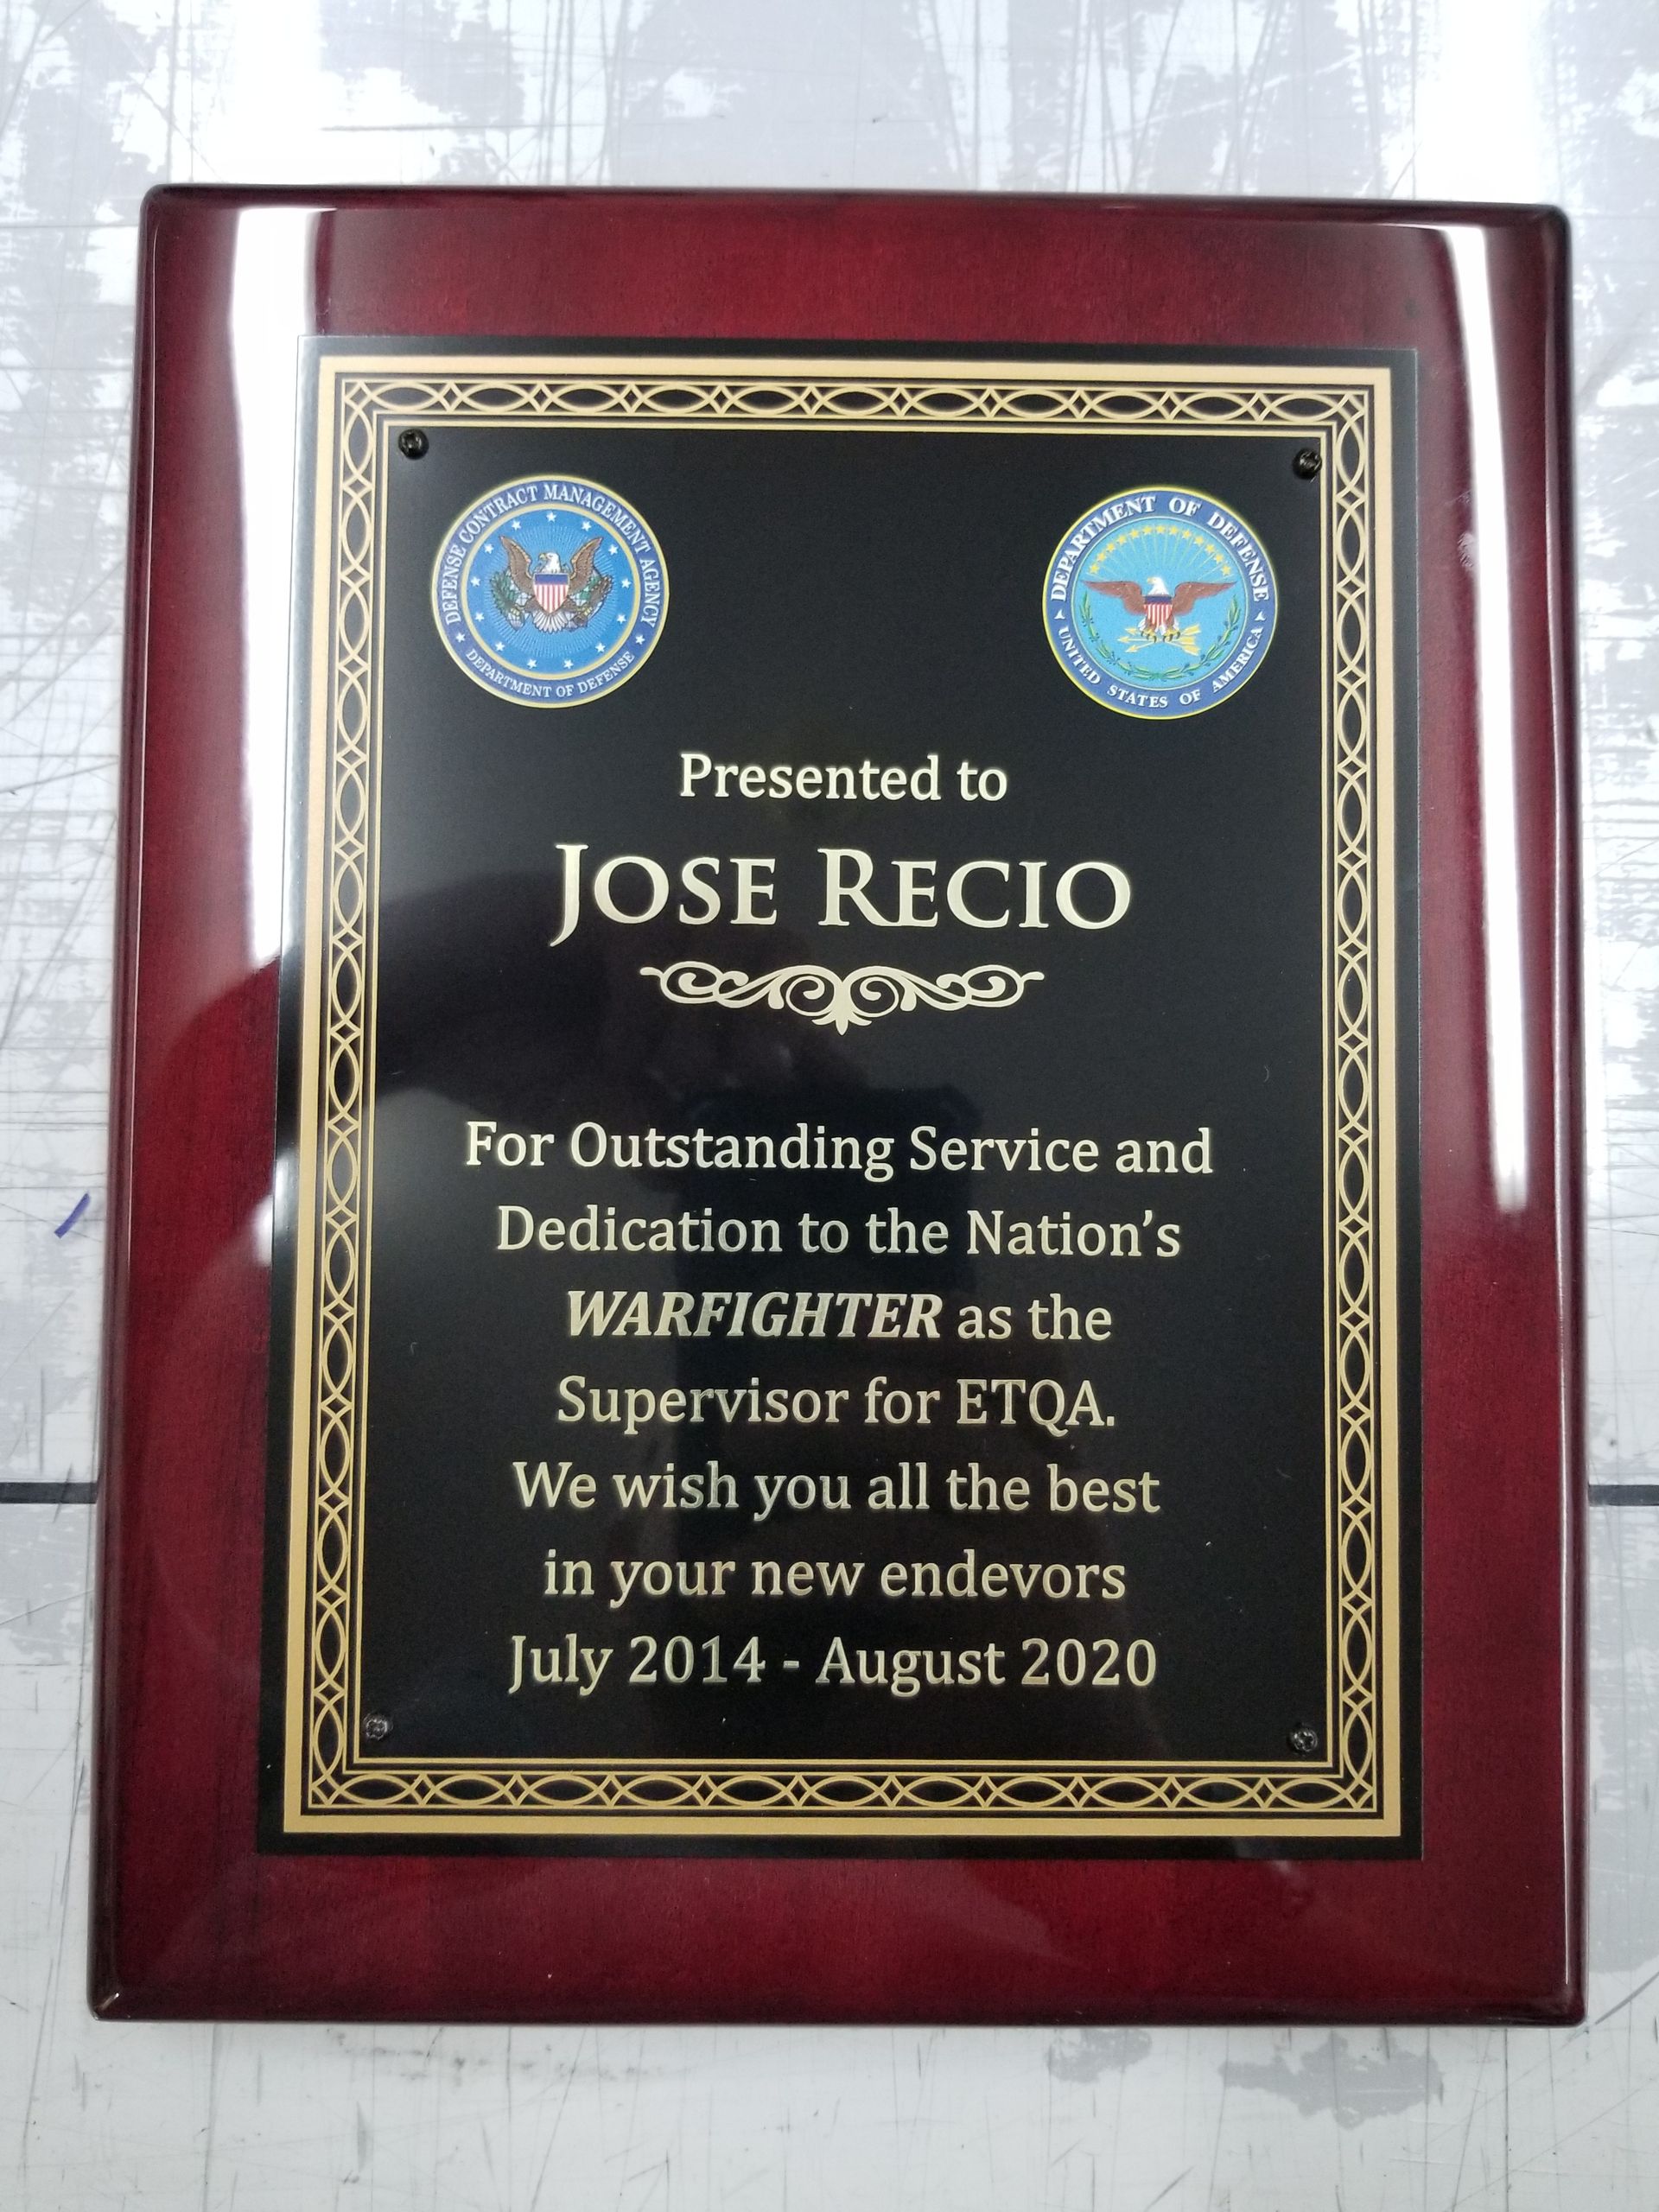 DEFENSE CONTRACT MANAGEMENT AGENCY
DEPARTMENT OF DEFENSE
DEPARTMENT OF DEFENSE
UNITED STATES OF AMERICA
Presented to
JOSE RECIO
For Outstanding Service and
Dedication to the Nation's
WARFIGHTER as the
Supervisor for ETQA.
We wish you all the best
in your new endevors
July 2014 - August 2020